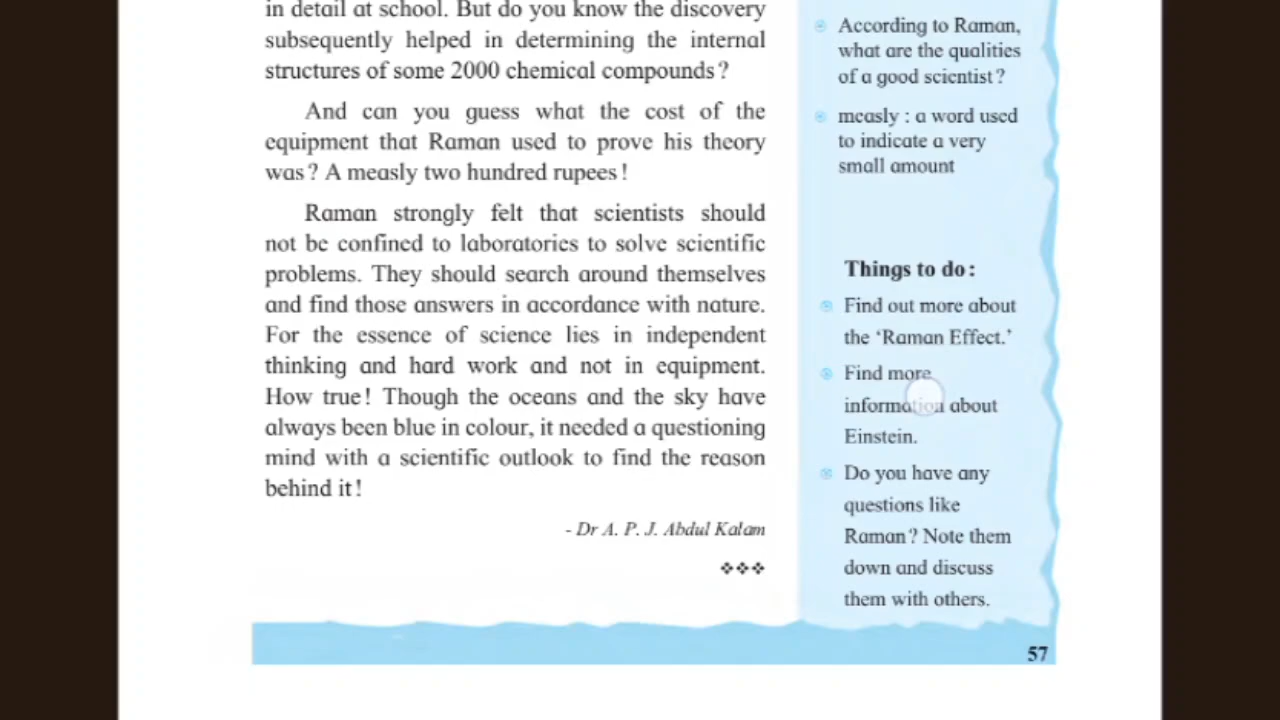 in detail at school. But do you know the discovery
subsequently helped in determining the internal
structures of some 2000 chemical compounds?
And can you guess what the cost of the
equipment that Raman used to prove his theory
was? A measly two hundred rupees!
Raman strongly felt that scientists should
not be confined to laboratories to solve scientific
problems. They should search around themselves
and find those answers in accordance with nature.
For the essence of science lies in independent
thinking and hard work and not in equipment.
How true! Though the oceans and the sky have
always been blue in colour, it needed a questioning
mind with a scientific outlook to find the reason
behind it!
- Dr A. P. J. Abdul Kalam
According to Raman,
what are the qualities
of a good scientist?
measly : a word used
to indicate a very
small amount
Things to do:
Find out more about
the ‘Raman Effect.’
Find more
information about
Einstein.
Do you have any
questions like
Raman? Note them
down and discuss
them with others.
57